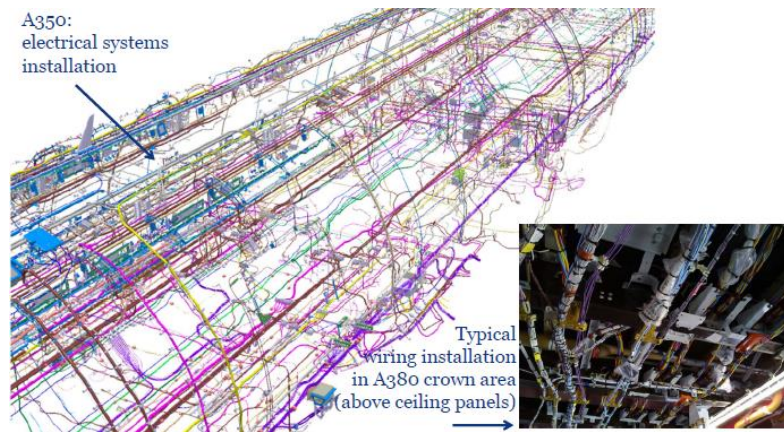 A350:
electrical systems
installation
Typical
wiring installation
in A380 crown area
(above ceiling panels)